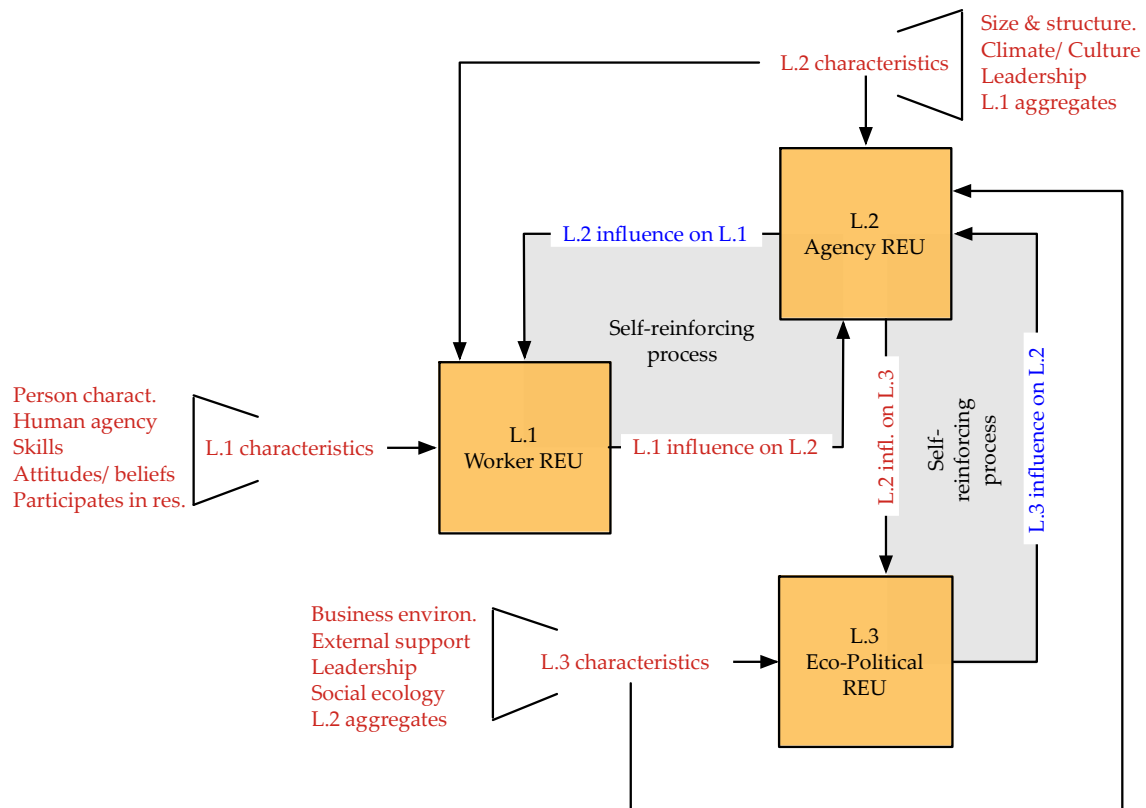 Size & structure.
Climate/ Culture
Leadership
L.1 aggregates
L.2 characteristics
L.2
Agency REU
L.2 influence on L.1
Self-reinforcing
process
L.1
Worker REU
L.1 influence on L.2
Person charact.
Human agency
Skills
Attitudes/ beliefs
Participates in res.
L.1 characteristics
L.2 infl. on L.3
Self-
reinforcing
process
L.3 influence on L.2
Business environ.
External support
Leadership
Social ecology
L.2 aggregates
L.3 characteristics
L.3
Eco-Political
REU